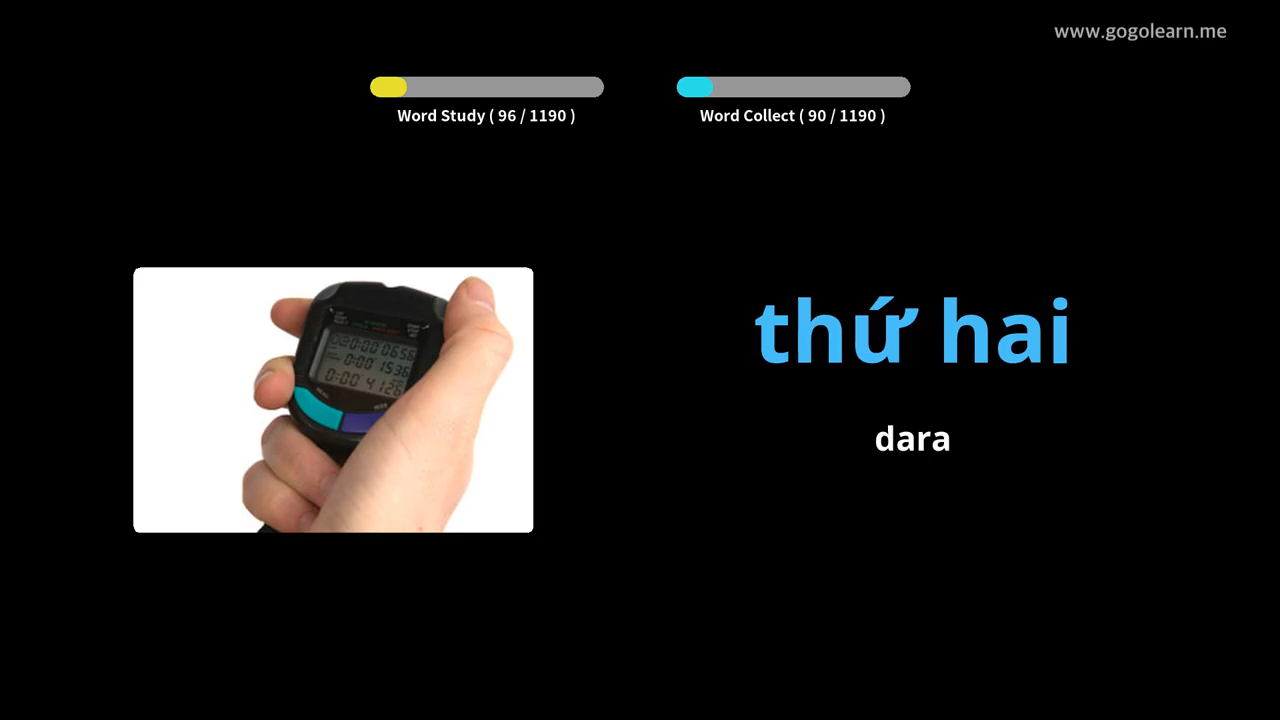 www.gogolearn.me
Word Study ( 96 / 1190 )
Word Collect ( 90 / 1190 )
thứ hai
dara